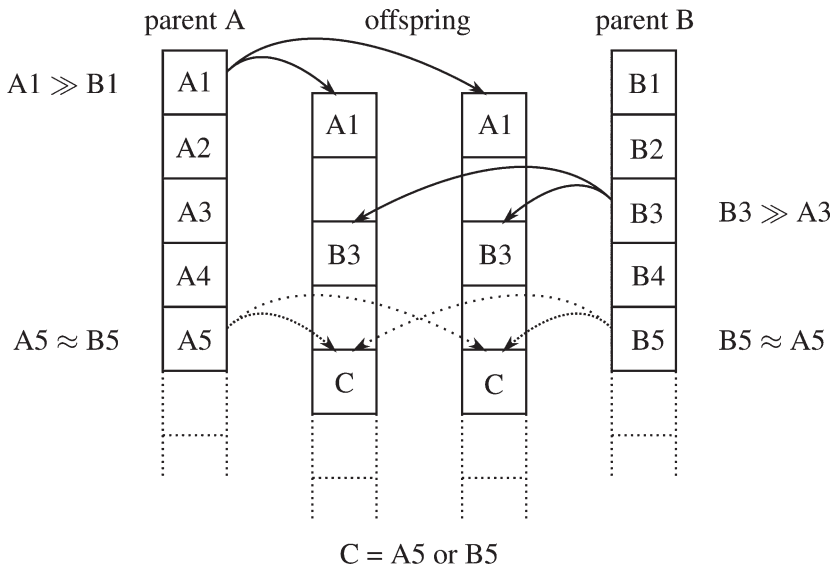 parent A offspring parent B
A1 ≫ B1 A1 B1
A1 A1
A2 B2
A3 B3 B3 ≫ A3
B3 B3
A4 B4
A5 ≈ B5 A5 B5 B5 ≈ A5
C C
C = A5 or B5